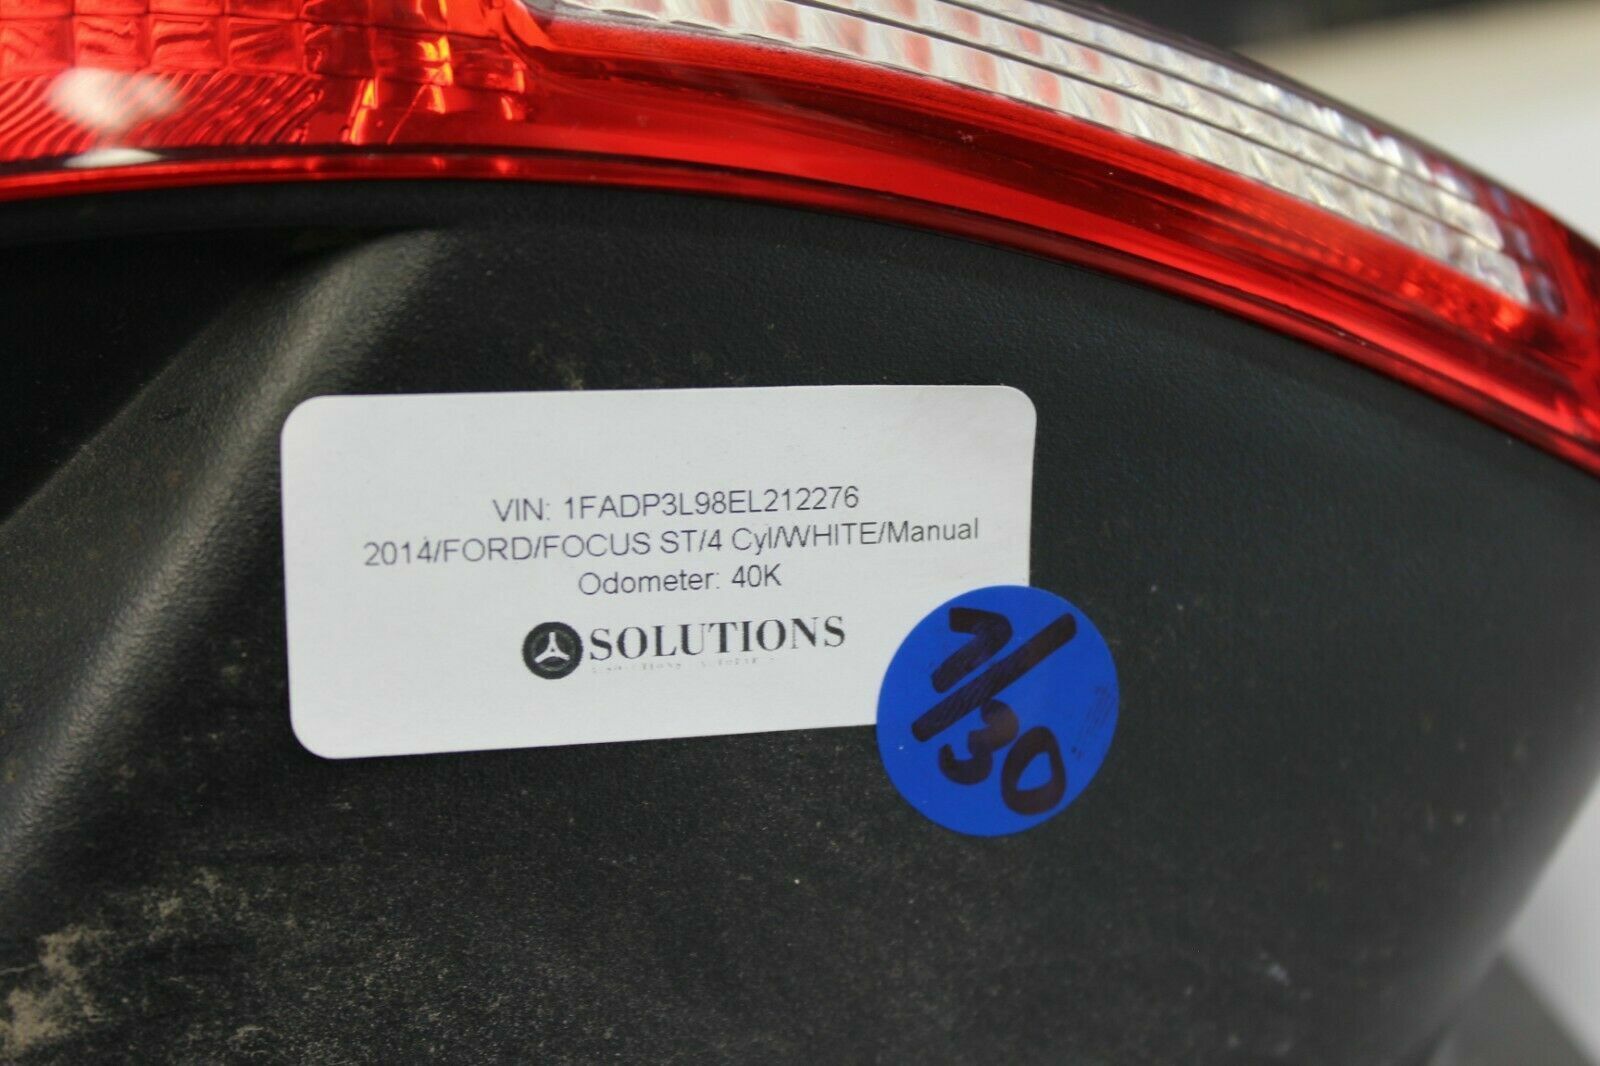 VIN: 1FADP3L98EL212276
2014/FORD/FOCUS ST/4 Cyl/WHITE/Manual
Odometer: 40K
SOLUTIONS
7/30